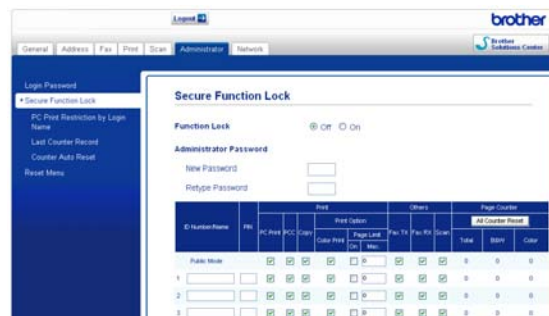 Logout
brother
General Address Fax Print Scan Administrator Network
Brother Solutions Center
Login Password
Secure Function Lock
PC Print Restriction by Login Name
Last Counter Record
Counter Auto Reset
Reset Menu
Secure Function Lock
Function Lock Off On
Administrator Password
New Password
Retype Password
Print Others Page Counter
ID Number/Name PIN PC Print PCC Copy Print Option Color Print Page Limit On Max. Fax TX Fax RX Scan All Counter Reset Total B&W Color
Public Mode 0 0 0 0
1 0 0 0 0
2 0 0 0 0
3 0 0 0 0